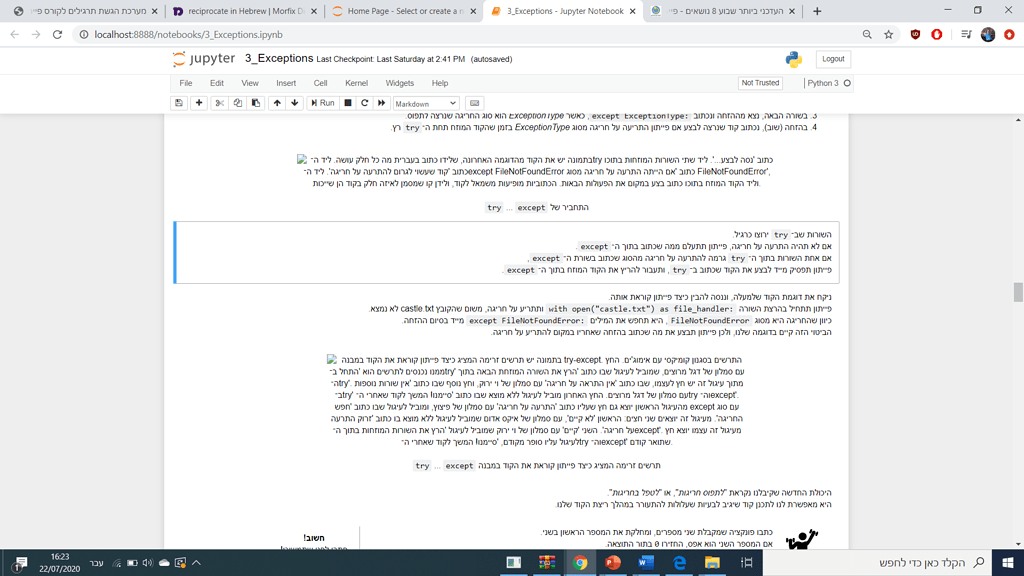 מערכת הגשת תרגילים לקורס פיי
reciprocate in Hebrew | Morfix Di
Home Page - Select or create a n
3_Exceptions - Jupyter Notebook
העדכני ביותר שבוע 8 נושאים - פיי
localhost:8888/notebooks/3_Exceptions.ipynb
jupyter 3_Exceptions Last Checkpoint: Last Saturday at 2:41 PM (autosaved)
Logout
File Edit View Insert Cell Kernel Widgets Help
Not Trusted
Python 3
Run
Markdown
3. בשורה הבאה, נצא מההזחה ונכתוב except ExceptionType:‎, כאשר ExceptionType הוא סוג החריגה שנרצה לתפוס.
4. בהזחה (שוב), נכתוב קוד שנרצה לבצע אם פייתון התריעה על חריגה מסוג ExceptionType בזמן שהקוד המוזח תחת ה־try רץ.
כתוב 'נסה לבצע...'. ליד שתי השורות המוזחות בתוכו tryבתמונה יש את הקוד מהדוגמה האחרונה, שלידו כתוב בעברית מה כל חלק עושה. ליד ה־
FileNotFoundError', כתוב 'אם הייתה התרעה על חריגה מסוג except FileNotFoundErrorכתוב 'קוד שעשוי לגרום להתרעה על חריגה'. ליד ה־
וליד הקוד המוזח בתוכו כתוב בצע במקום את הפעולות הבאות. הכתוביות מופיעות משמאל לקוד, ולידן קו שמסמן לאיזה חלק בקוד הן שייכות.
התחביר של try ... except
השורות שב־try ירוצו כרגיל.
אם לא תהיה התרעה על חריגה, פייתון תתעלם ממה שכתוב בתוך ה־except.
אם אחת השורות בתוך ה־try גרמה להתרעה על חריגה מהסוג שכתוב בשורת ה־except,
פייתון תפסיק מייד לבצע את הקוד שכתוב ב־try, ותעבור להריץ את הקוד המוזח בתוך ה־except.
ניקח את דוגמת הקוד שלמעלה, וננסה להבין כיצד פייתון קוראת אותה.
פייתון תתחיל בהרצת השורה with open("castle.txt") as file_handler:‎ ותתריע על חריגה, משום שהקובץ castle.txt לא נמצא.
כיוון שהחריגה היא מסוג FileNotFoundError, היא תחפש את המילים except FileNotFoundError:‎ מייד בסיום ההזחה.
הביטוי הזה קיים בדוגמה שלנו, ולכן פייתון תבצע את מה שכתוב בהזחה שאחריו במקום להתריע על חריגה.
התרשים בסגנון קומיקסי עם אימוג'ים. החץ .try-except בתמונה יש תרשים זרימה המציג כיצד פייתון קוראת את הקוד במבנה
עם סמלון של דגל מרוצים, שמוביל לעיגול שבו כתוב 'הרץ את השורה המוזחת הבאה בתוך ה־try'ממנו נכנסים לתרשים הוא 'התחל ב־
מתוך עיגול זה יש חץ לעצמו, שבו כתוב 'אין התראה על חריגה' עם סמלון של וי ירוק, וחץ נוסף שבו כתוב 'אין שורות נוספות ב־try'.
עם סמלון של דגל מרוצים. החץ האחרון מוביל לעיגול ללא מוצא שבו כתוב 'סיימנו! המשך לקוד שאחרי ה־tryוה־except'.
מהעיגול הראשון יוצא גם חץ שעליו כתוב 'התרעה על חריגה' עם סמלון של פיצוץ, ומוביל לעיגול שבו כתוב 'חפש except עם סוג
החריגה'. מעיגול זה יוצאים שני חצים: הראשון 'לא קיים', עם סמלון של איקס אדום שמוביל לעיגול ללא מוצא בו כתוב 'זרוק התרעה
על חריגה'. השני 'קיים' עם סמלון של וי ירוק שמוביל לעיגול 'הרץ את השורות המוזחות בתוך ה־except'. מעיגול זה עצמו יוצא חץ
שתואר קודם 'exceptוה־tryלעיגול עליו סופר מקודם, 'סיימנו! המשך לקוד שאחרי ה־.
תרשים זרימה המציג כיצד פייתון קוראת את הקוד במבנה try ... except
היכולת החדשה שקיבלנו נקראת "לתפוס חריגות", או "לטפל בחריגות".
היא מאפשרת לנו לתכנן קוד שיגיב לבעיות שעלולות להתעורר במהלך ריצת הקוד שלנו.
כתבו פונקציה שמקבלת שני מספרים, ומחלקת את המספר הראשון בשני.
אם המספר השני הוא אפס, החזירו 0 בתור התוצאה.
חשוב!
הקלד כאן כדי לחפש
עבר
16:23
22/07/2020